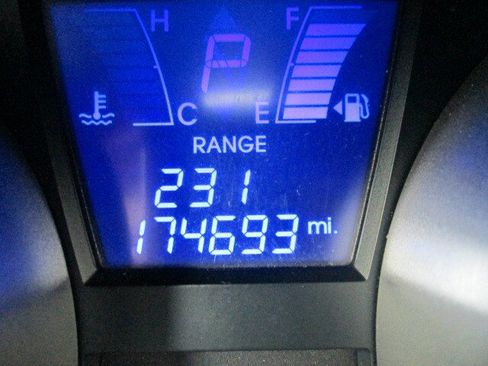 H F
P
C E
RANGE
231
174693 mi.